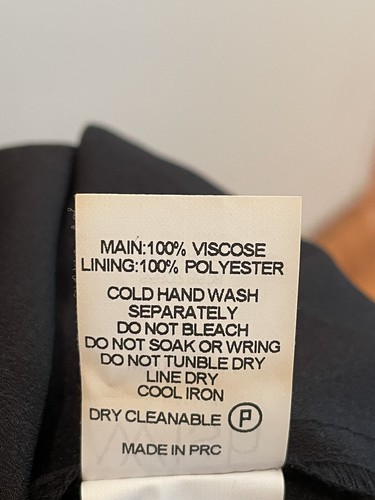 MAIN:100% VISCOSE
LINING:100% POLYESTER
COLD HAND WASH
SEPARATELY
DO NOT BLEACH
DO NOT SOAK OR WRING
DO NOT TUNBLE DRY
LINE DRY
COOL IRON
DRY CLEANABLE Ⓟ
MADE IN PRC